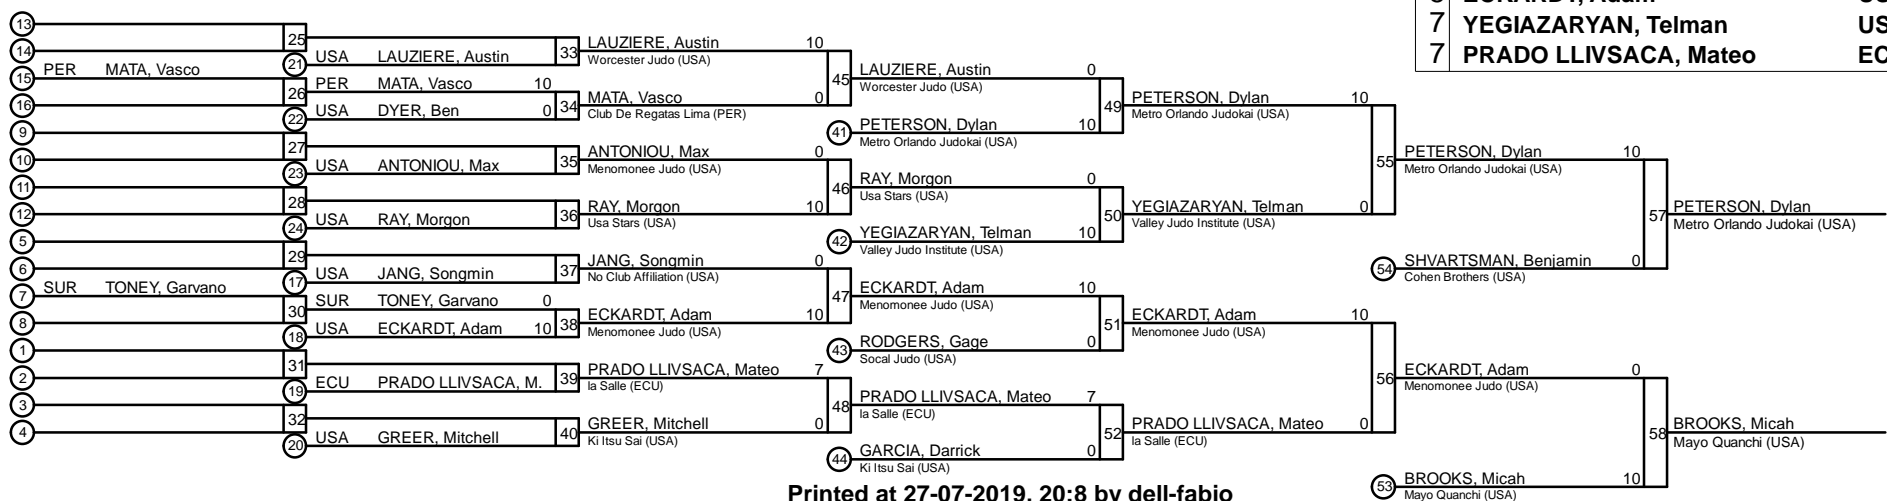 8 ECKARDT, Adam
7 YEGIAZARYAN, Telman US
7 PRADO LLIVSACA, Mateo EC
13
14
15 PER MATA, Vasco
16
9
10
11
12
5
6
7 SUR TONEY, Garvano
8
1
2
3
4
25
21 USA LAUZIERE, Austin
26 PER MATA, Vasco 10
22 USA DYER, Ben 0
27
23 USA ANTONIOU, Max
28
24 USA RAY, Morgon
29
17 USA JANG, Songmin
30 SUR TONEY, Garvano 0
18 USA ECKARDT, Adam 10
31
19 ECU PRADO LLIVSACA, M.
32
20 USA GREER, Mitchell
33 LAUZIERE, Austin 10
Worcester Judo (USA)
34 MATA, Vasco 0
Club De Regatas Lima (PER)
35 ANTONIOU, Max 0
Menomonee Judo (USA)
36 RAY, Morgon 10
Usa Stars (USA)
37 JANG, Songmin 0
No Club Affiliation (USA)
38 ECKARDT, Adam 10
Menomonee Judo (USA)
39 PRADO LLIVSACA, Mateo 7
la Salle (ECU)
40 GREER, Mitchell 0
Ki Itsu Sai (USA)
45 LAUZIERE, Austin 0
Worcester Judo (USA)
41 PETERSON, Dylan 10
Metro Orlando Judokai (USA)
46 RAY, Morgon 0
Usa Stars (USA)
42 YEGIAZARYAN, Telman 10
Valley Judo Institute (USA)
47 ECKARDT, Adam 10
Menomonee Judo (USA)
43 RODGERS, Gage 0
Socal Judo (USA)
48 PRADO LLIVSACA, Mateo 7
la Salle (ECU)
44 GARCIA, Darrick 0
Ki Itsu Sai (USA)
49 PETERSON, Dylan 10
Metro Orlando Judokai (USA)
50 YEGIAZARYAN, Telman 0
Valley Judo Institute (USA)
51 ECKARDT, Adam 10
Menomonee Judo (USA)
52 PRADO LLIVSACA, Mateo 0
la Salle (ECU)
55 PETERSON, Dylan 10
Metro Orlando Judokai (USA)
54 SHVARTSMAN, Benjamin 0
Cohen Brothers (USA)
56 ECKARDT, Adam 0
Menomonee Judo (USA)
53 BROOKS, Micah 10
Mayo Quanchi (USA)
57 PETERSON, Dylan
Metro Orlando Judokai (USA)
58 BROOKS, Micah
Mayo Quanchi (USA)
Printed at 27-07-2019, 20:8 by dell-fabio